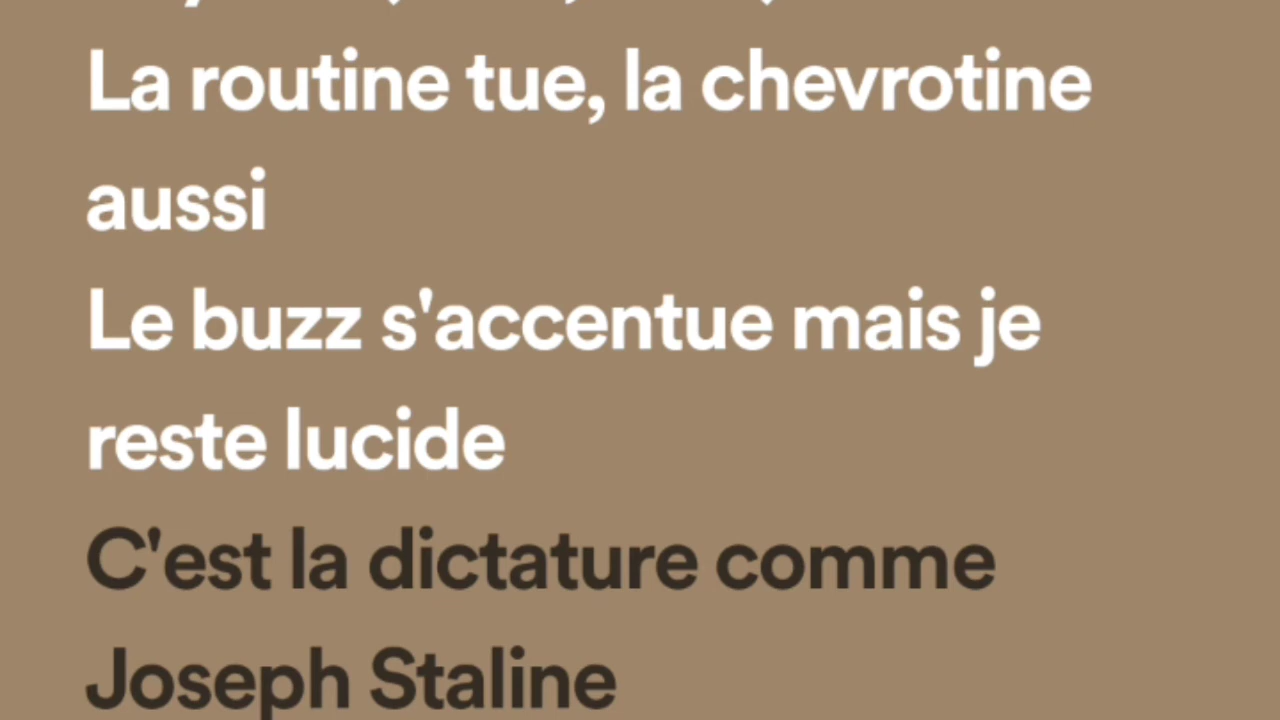 La routine tue, la chevrotine
aussi
Le buzz s'accentue mais je
reste lucide
C'est la dictature comme
Joseph Staline